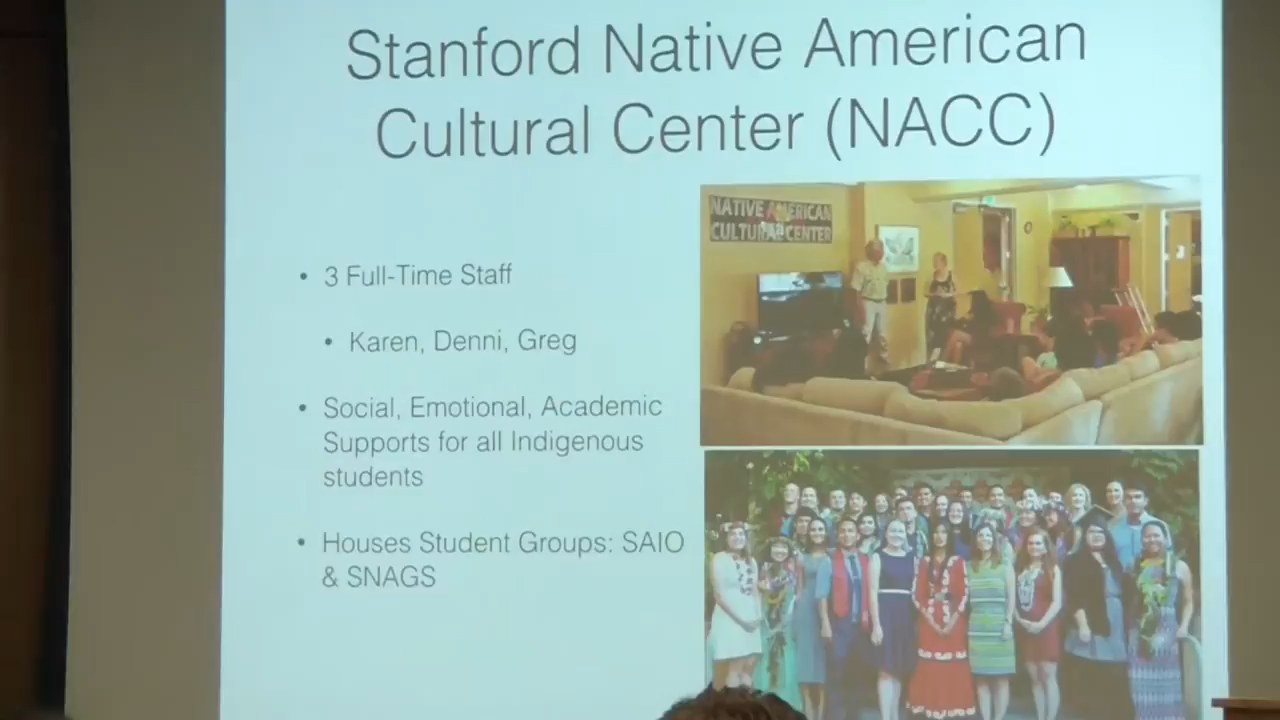 Stanford Native American
Cultural Center (NACC)
• 3 Full-Time Staff
• Karen, Denni, Greg
• Social, Emotional, Academic
Supports for all Indigenous
students
• Houses Student Groups: SAIO
& SNAGS
NATIVE AMERICAN
CULTURAL CENTER